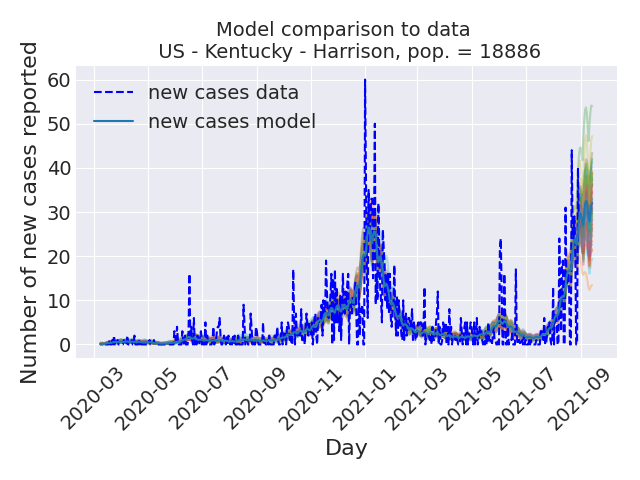 Model comparison to data
US - Kentucky - Harrison, pop. = 18886
new cases data
new cases model
Number of new cases reported
60
50
40
30
20
10
0
2020-03
2020-05
2020-07
2020-09
2020-11
2021-01
2021-03
2021-05
2021-07
2021-09
Day